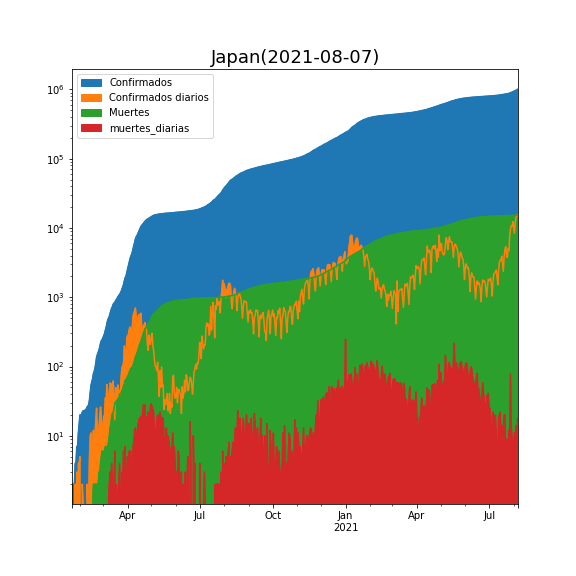 Japan(2021-08-07)
Confirmados
Confirmados diarios
Muertes
muertes_diarias
10⁶
10⁵
10⁴
10³
10²
10¹
Apr Jul Oct Jan Apr Jul
2021